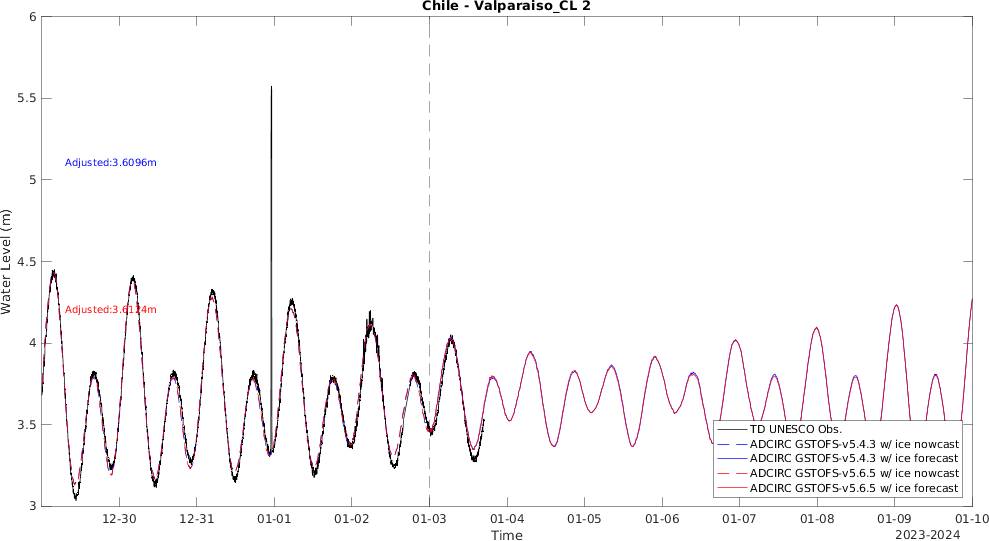 Chile - Valparaiso_CL 2
Water Level (m)
6
5.5
5
4.5
4
3.5
3
Adjusted:3.6096m
Adjusted:3.6124m
TD UNESCO Obs.
ADCIRC GSTOFS-v5.4.3 w/ ice nowcast
ADCIRC GSTOFS-v5.4.3 w/ ice forecast
ADCIRC GSTOFS-v5.6.5 w/ ice nowcast
ADCIRC GSTOFS-v5.6.5 w/ ice forecast
12-30 12-31 01-01 01-02 01-03 01-04 01-05 01-06 01-07 01-08 01-09 01-10
Time
2023-2024